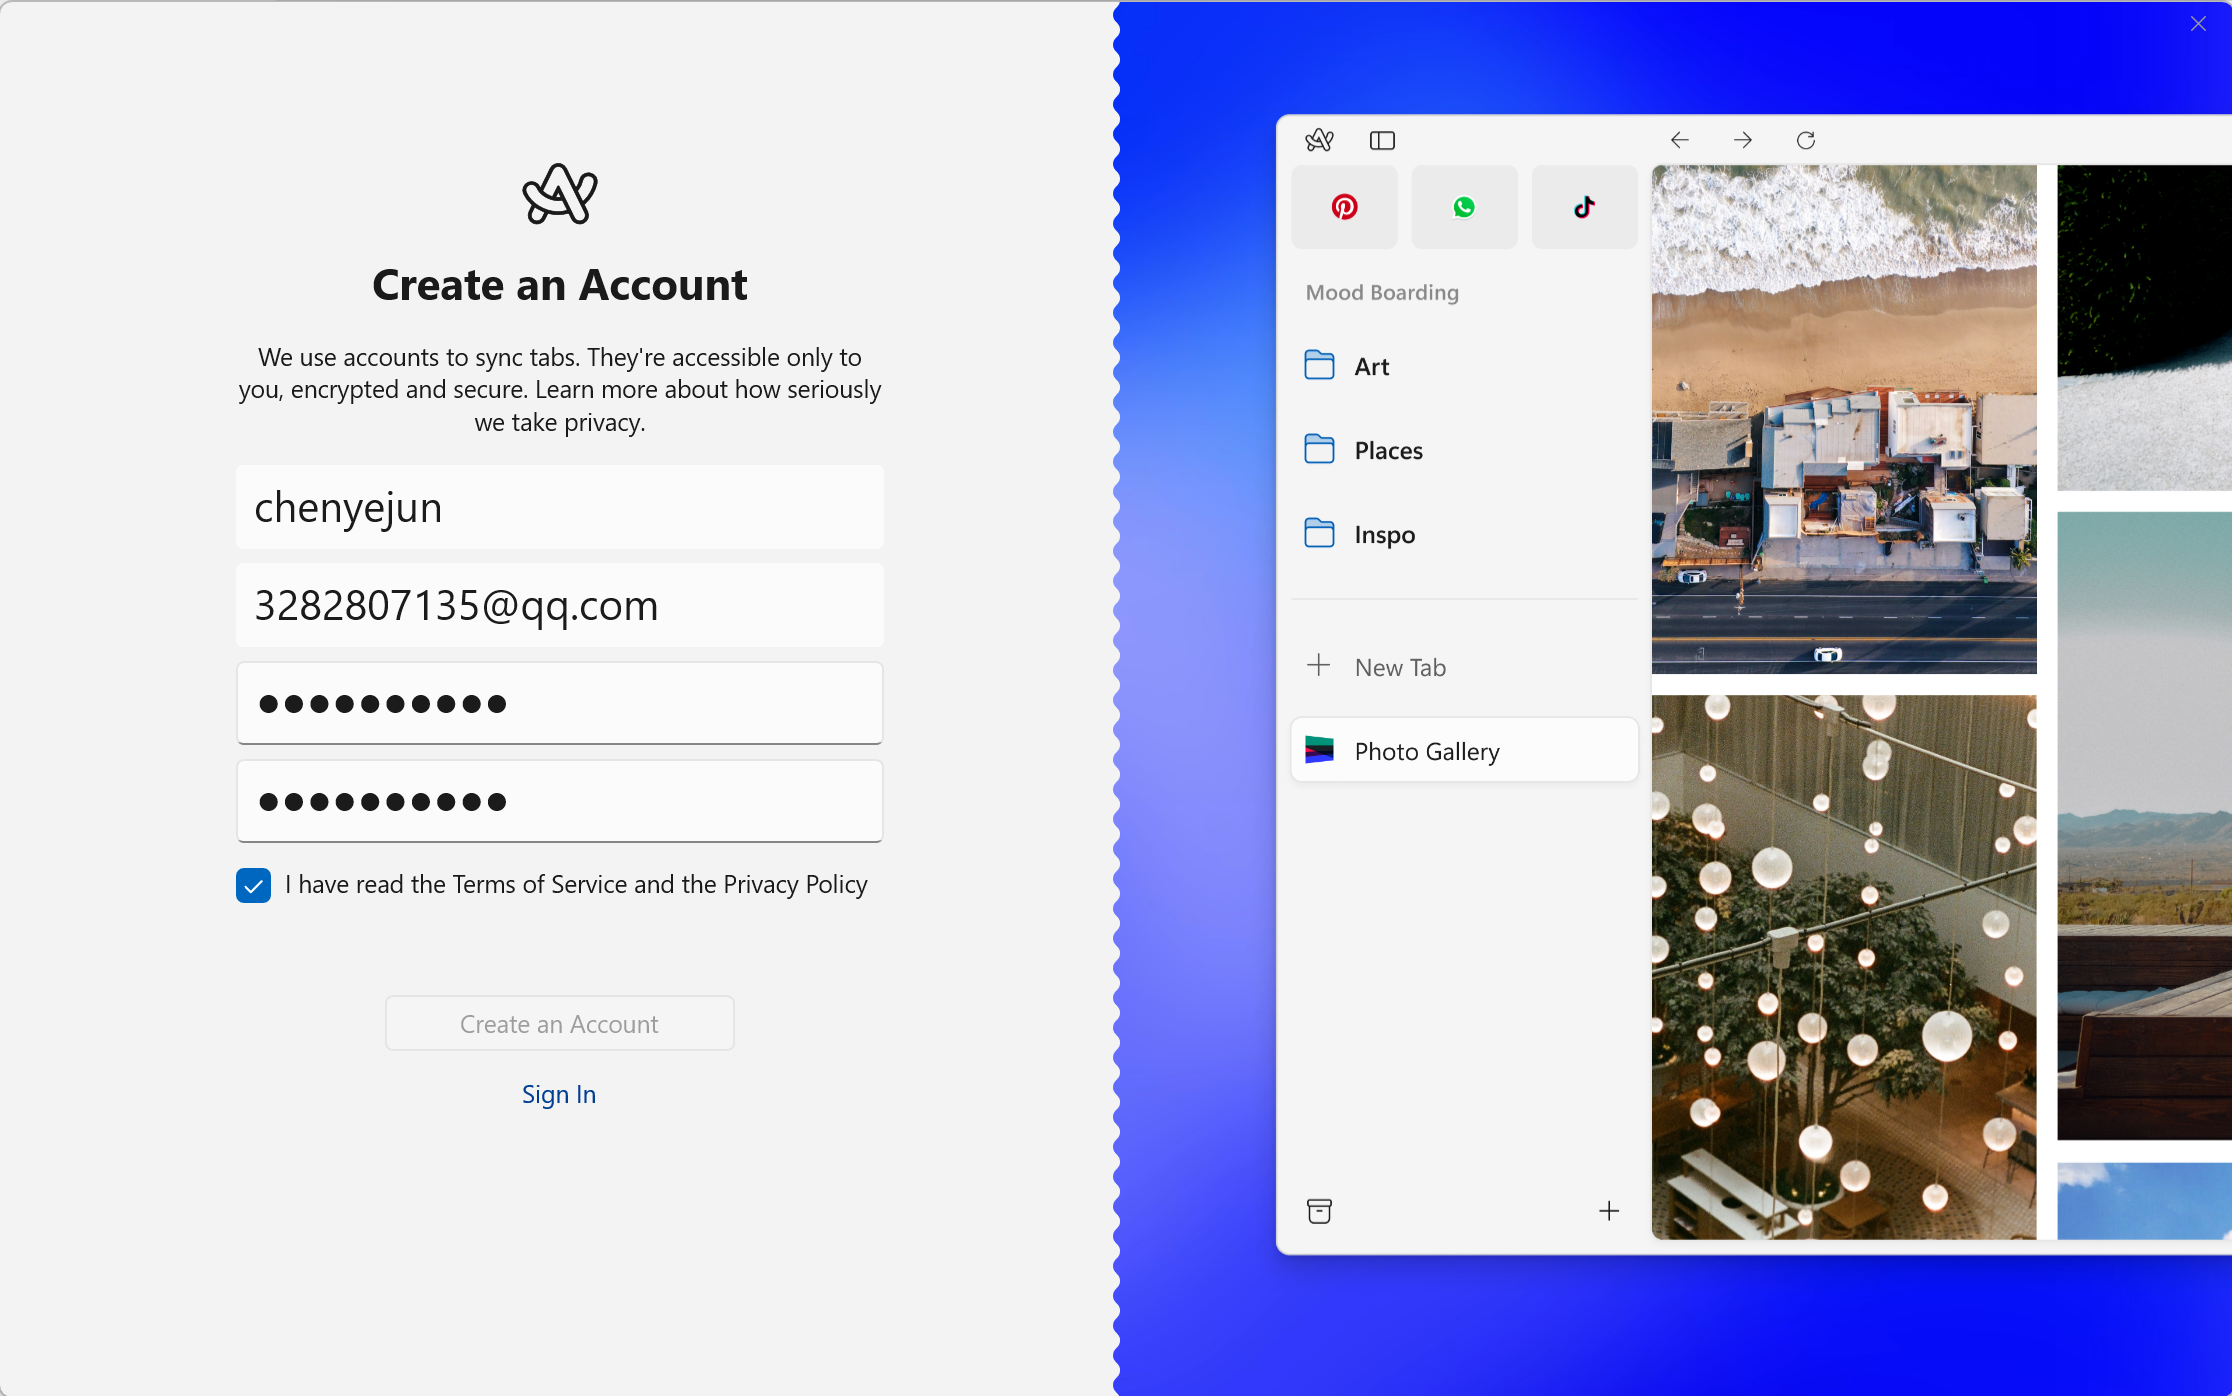 Create an Account
We use accounts to sync tabs. They're accessible only to
you, encrypted and secure. Learn more about how seriously
we take privacy.
chenyejun
3282807135@qq.com
●●●●●●●●●●
●●●●●●●●●●
I have read the Terms of Service and the Privacy Policy
Create an Account
Sign In
Mood Boarding
Art
Places
Inspo
New Tab
Photo Gallery